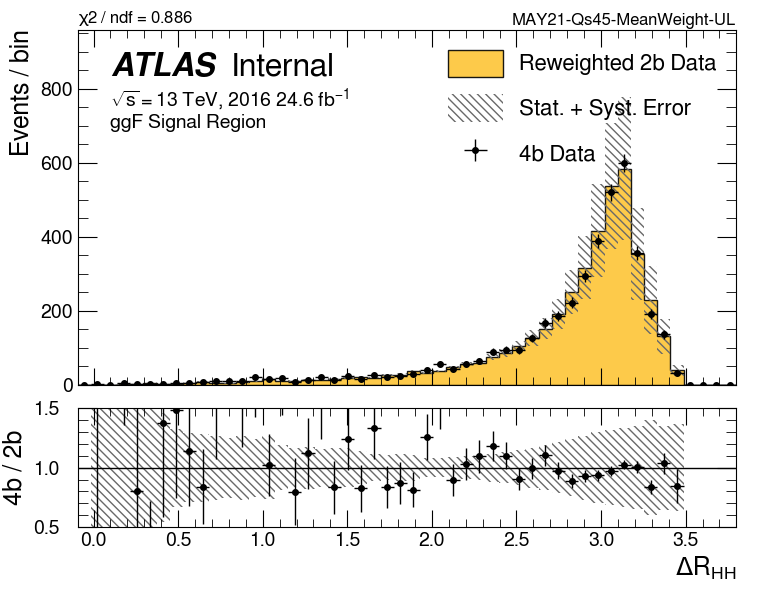 χ2 / ndf = 0.886
MAY21-Qs45-MeanWeight-UL
Events / bin
ATLAS Internal
√s = 13 TeV, 2016 24.6 fb⁻¹
ggF Signal Region
Reweighted 2b Data
Stat. + Syst. Error
4b Data
800
600
400
200
0
4b / 2b
1.5
1.0
0.5
0.0 0.5 1.0 1.5 2.0 2.5 3.0 3.5
ΔR_HH